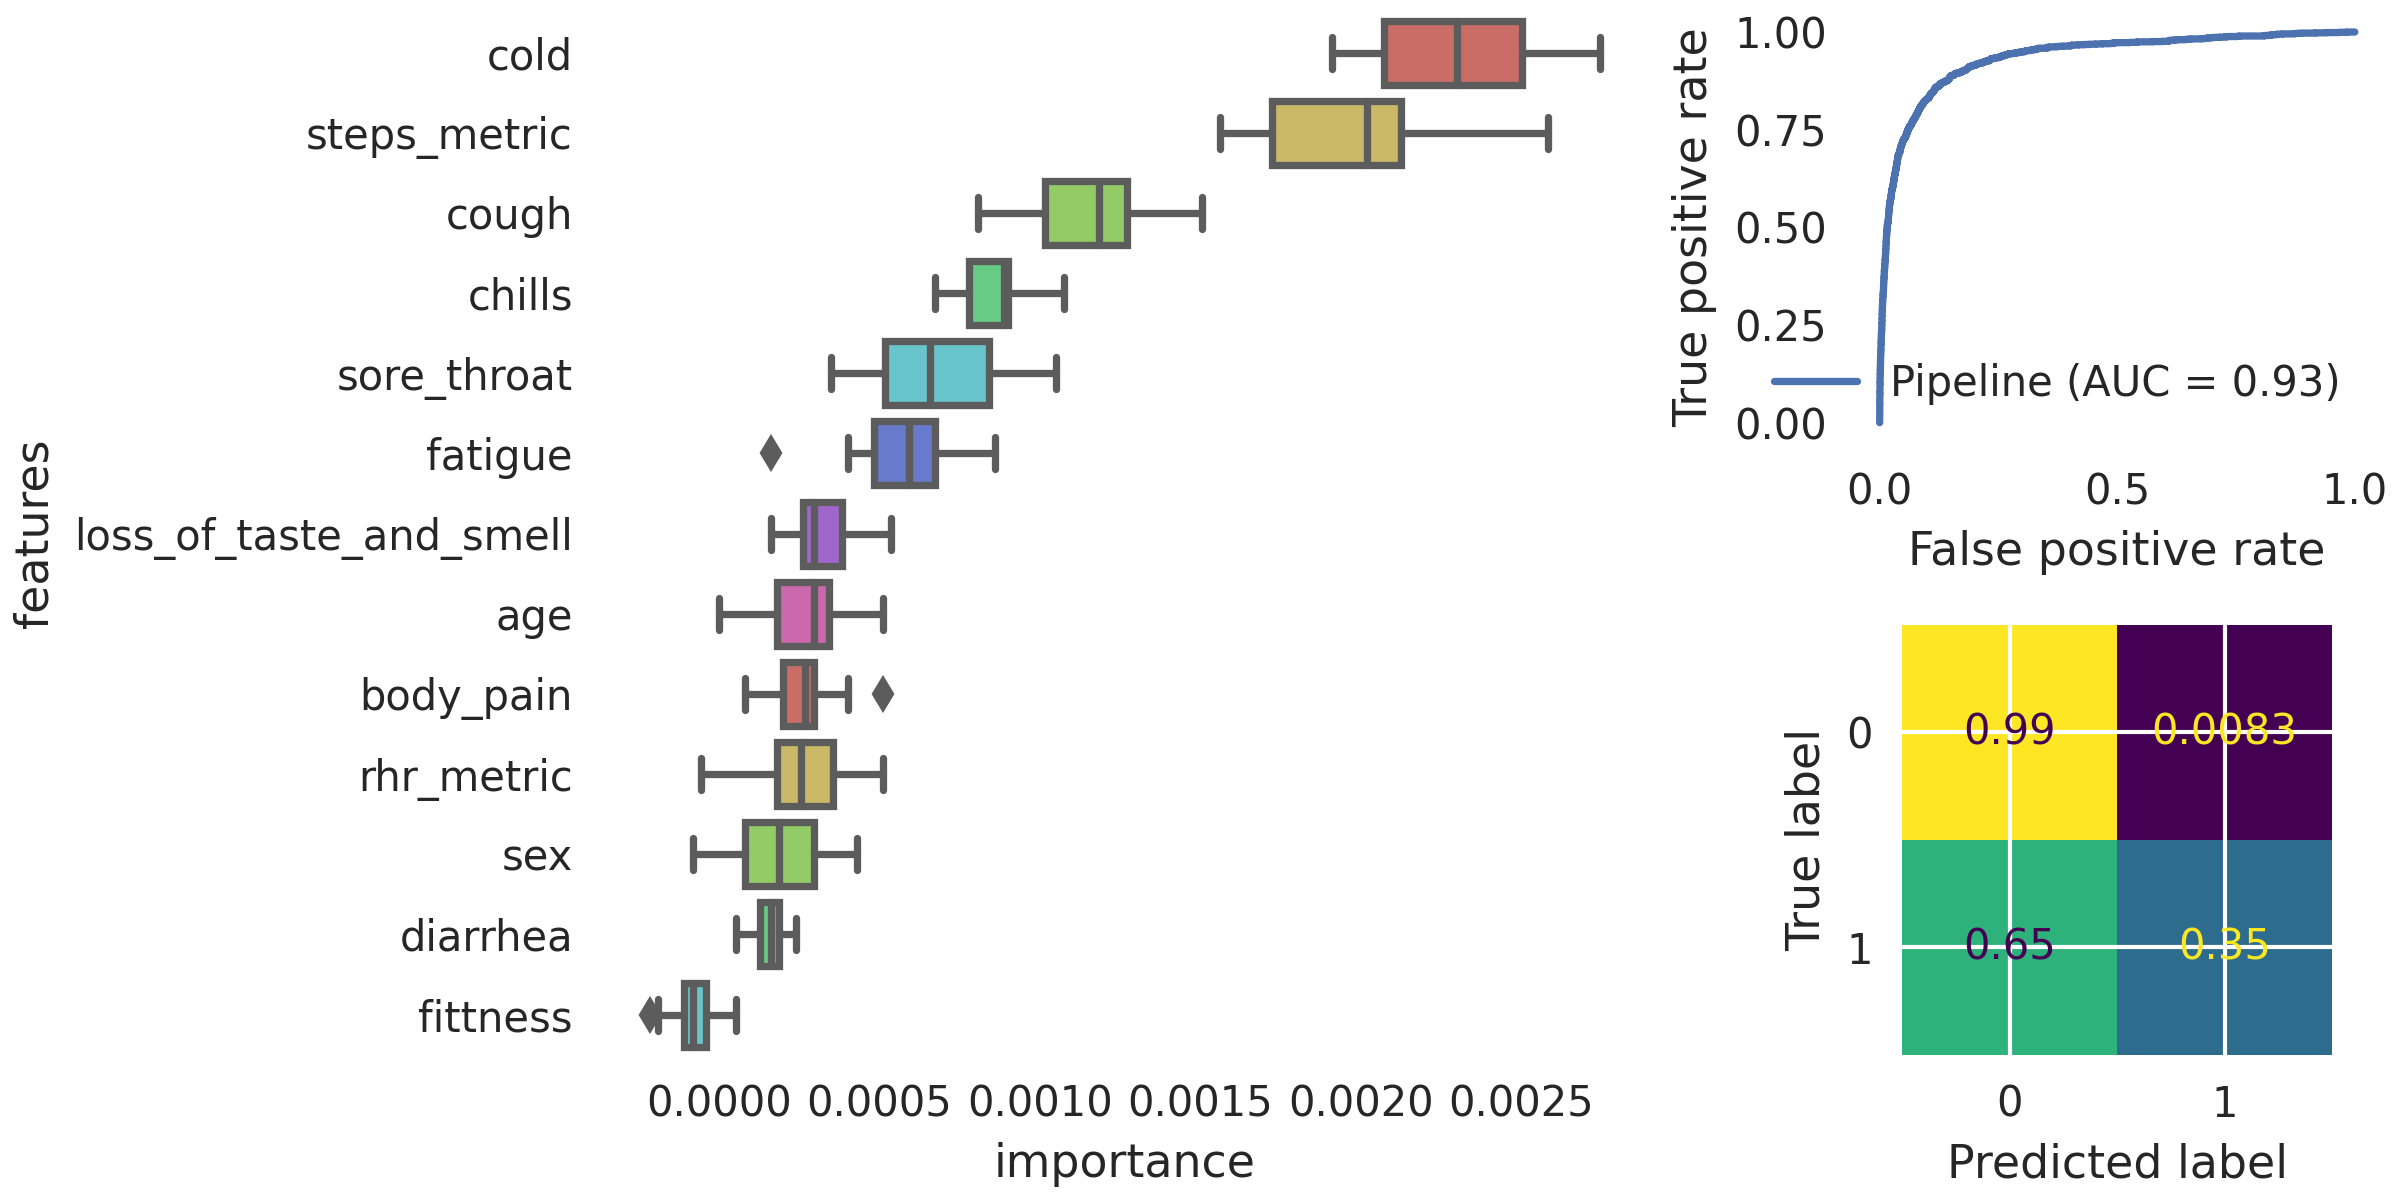 features
cold
steps_metric
cough
chills
sore_throat
fatigue
loss_of_taste_and_smell
age
body_pain
rhr_metric
sex
diarrhea
fittness
0.0000 0.0005 0.0010 0.0015 0.0020 0.0025
importance
True positive rate
1.00
0.75
0.50
0.25
0.00
Pipeline (AUC = 0.93)
0.0 0.5 1.0
False positive rate
True label
0
1
0.99 0.0083
0.65 0.35
0 1
Predicted label